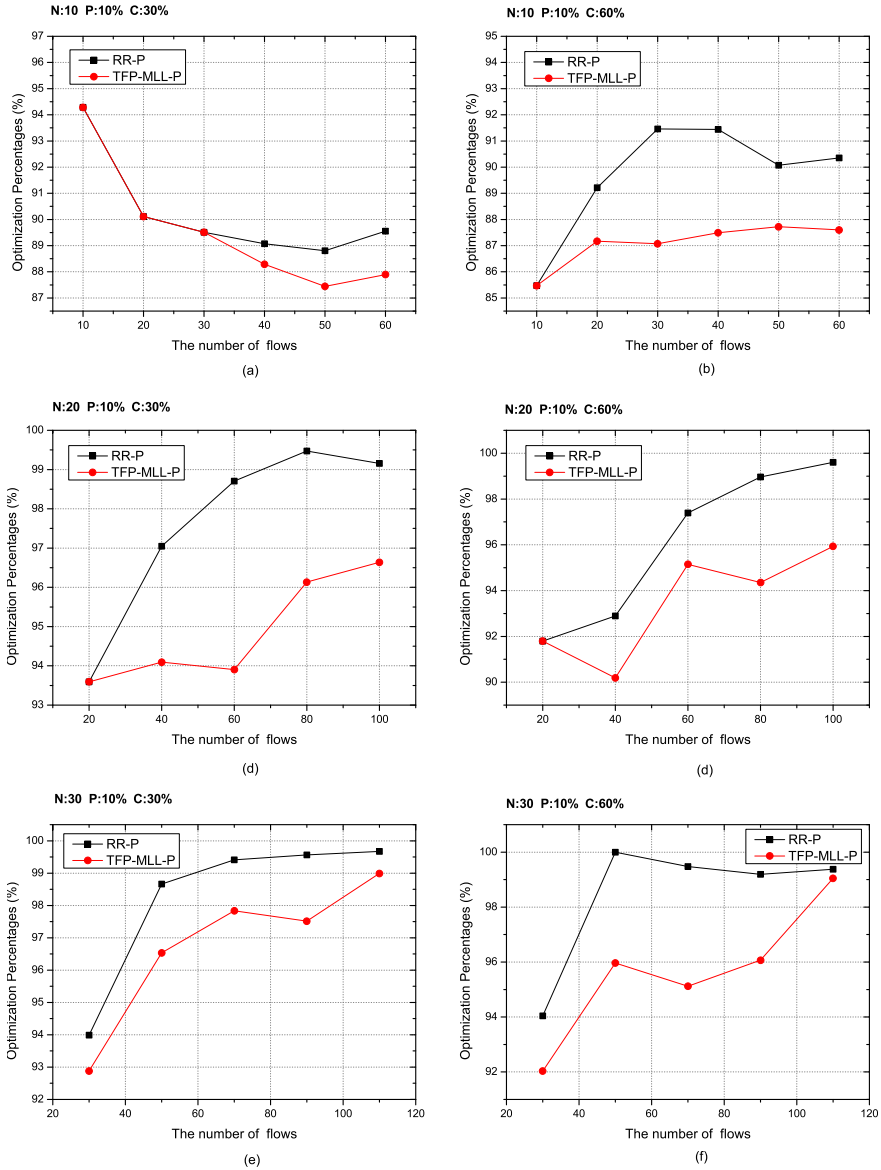 N:10 P:10% C:30%
97
96
95
94
93
92
91
90
89
88
87
Optimization Percentages (%)
RR-P
TFP-MLL-P
10 20 30 40 50 60
The number of flows
(a)
N:10 P:10% C:60%
95
94
93
92
91
90
89
88
87
86
85
Optimization Percentages (%)
RR-P
TFP-MLL-P
10 20 30 40 50 60
The number of flows
(b)
N:20 P:10% C:30%
100
99
98
97
96
95
94
93
Optimization Percentages (%)
RR-P
TFP-MLL-P
20 40 60 80 100
The number of flows
(d)
N:20 P:10% C:60%
100
98
96
94
92
90
Optimization Percentages (%)
RR-P
TFP-MLL-P
20 40 60 80 100
The number of flows
(d)
N:30 P:10% C:30%
100
99
98
97
96
95
94
93
92
Optimization Percentages (%)
RR-P
TFP-MLL-P
20 40 60 80 100 120
The number of flows
(e)
N:30 P:10% C:60%
100
98
96
94
92
Optimization Percentages (%)
RR-P
TFP-MLL-P
20 40 60 80 100 120
The number of flows
(f)